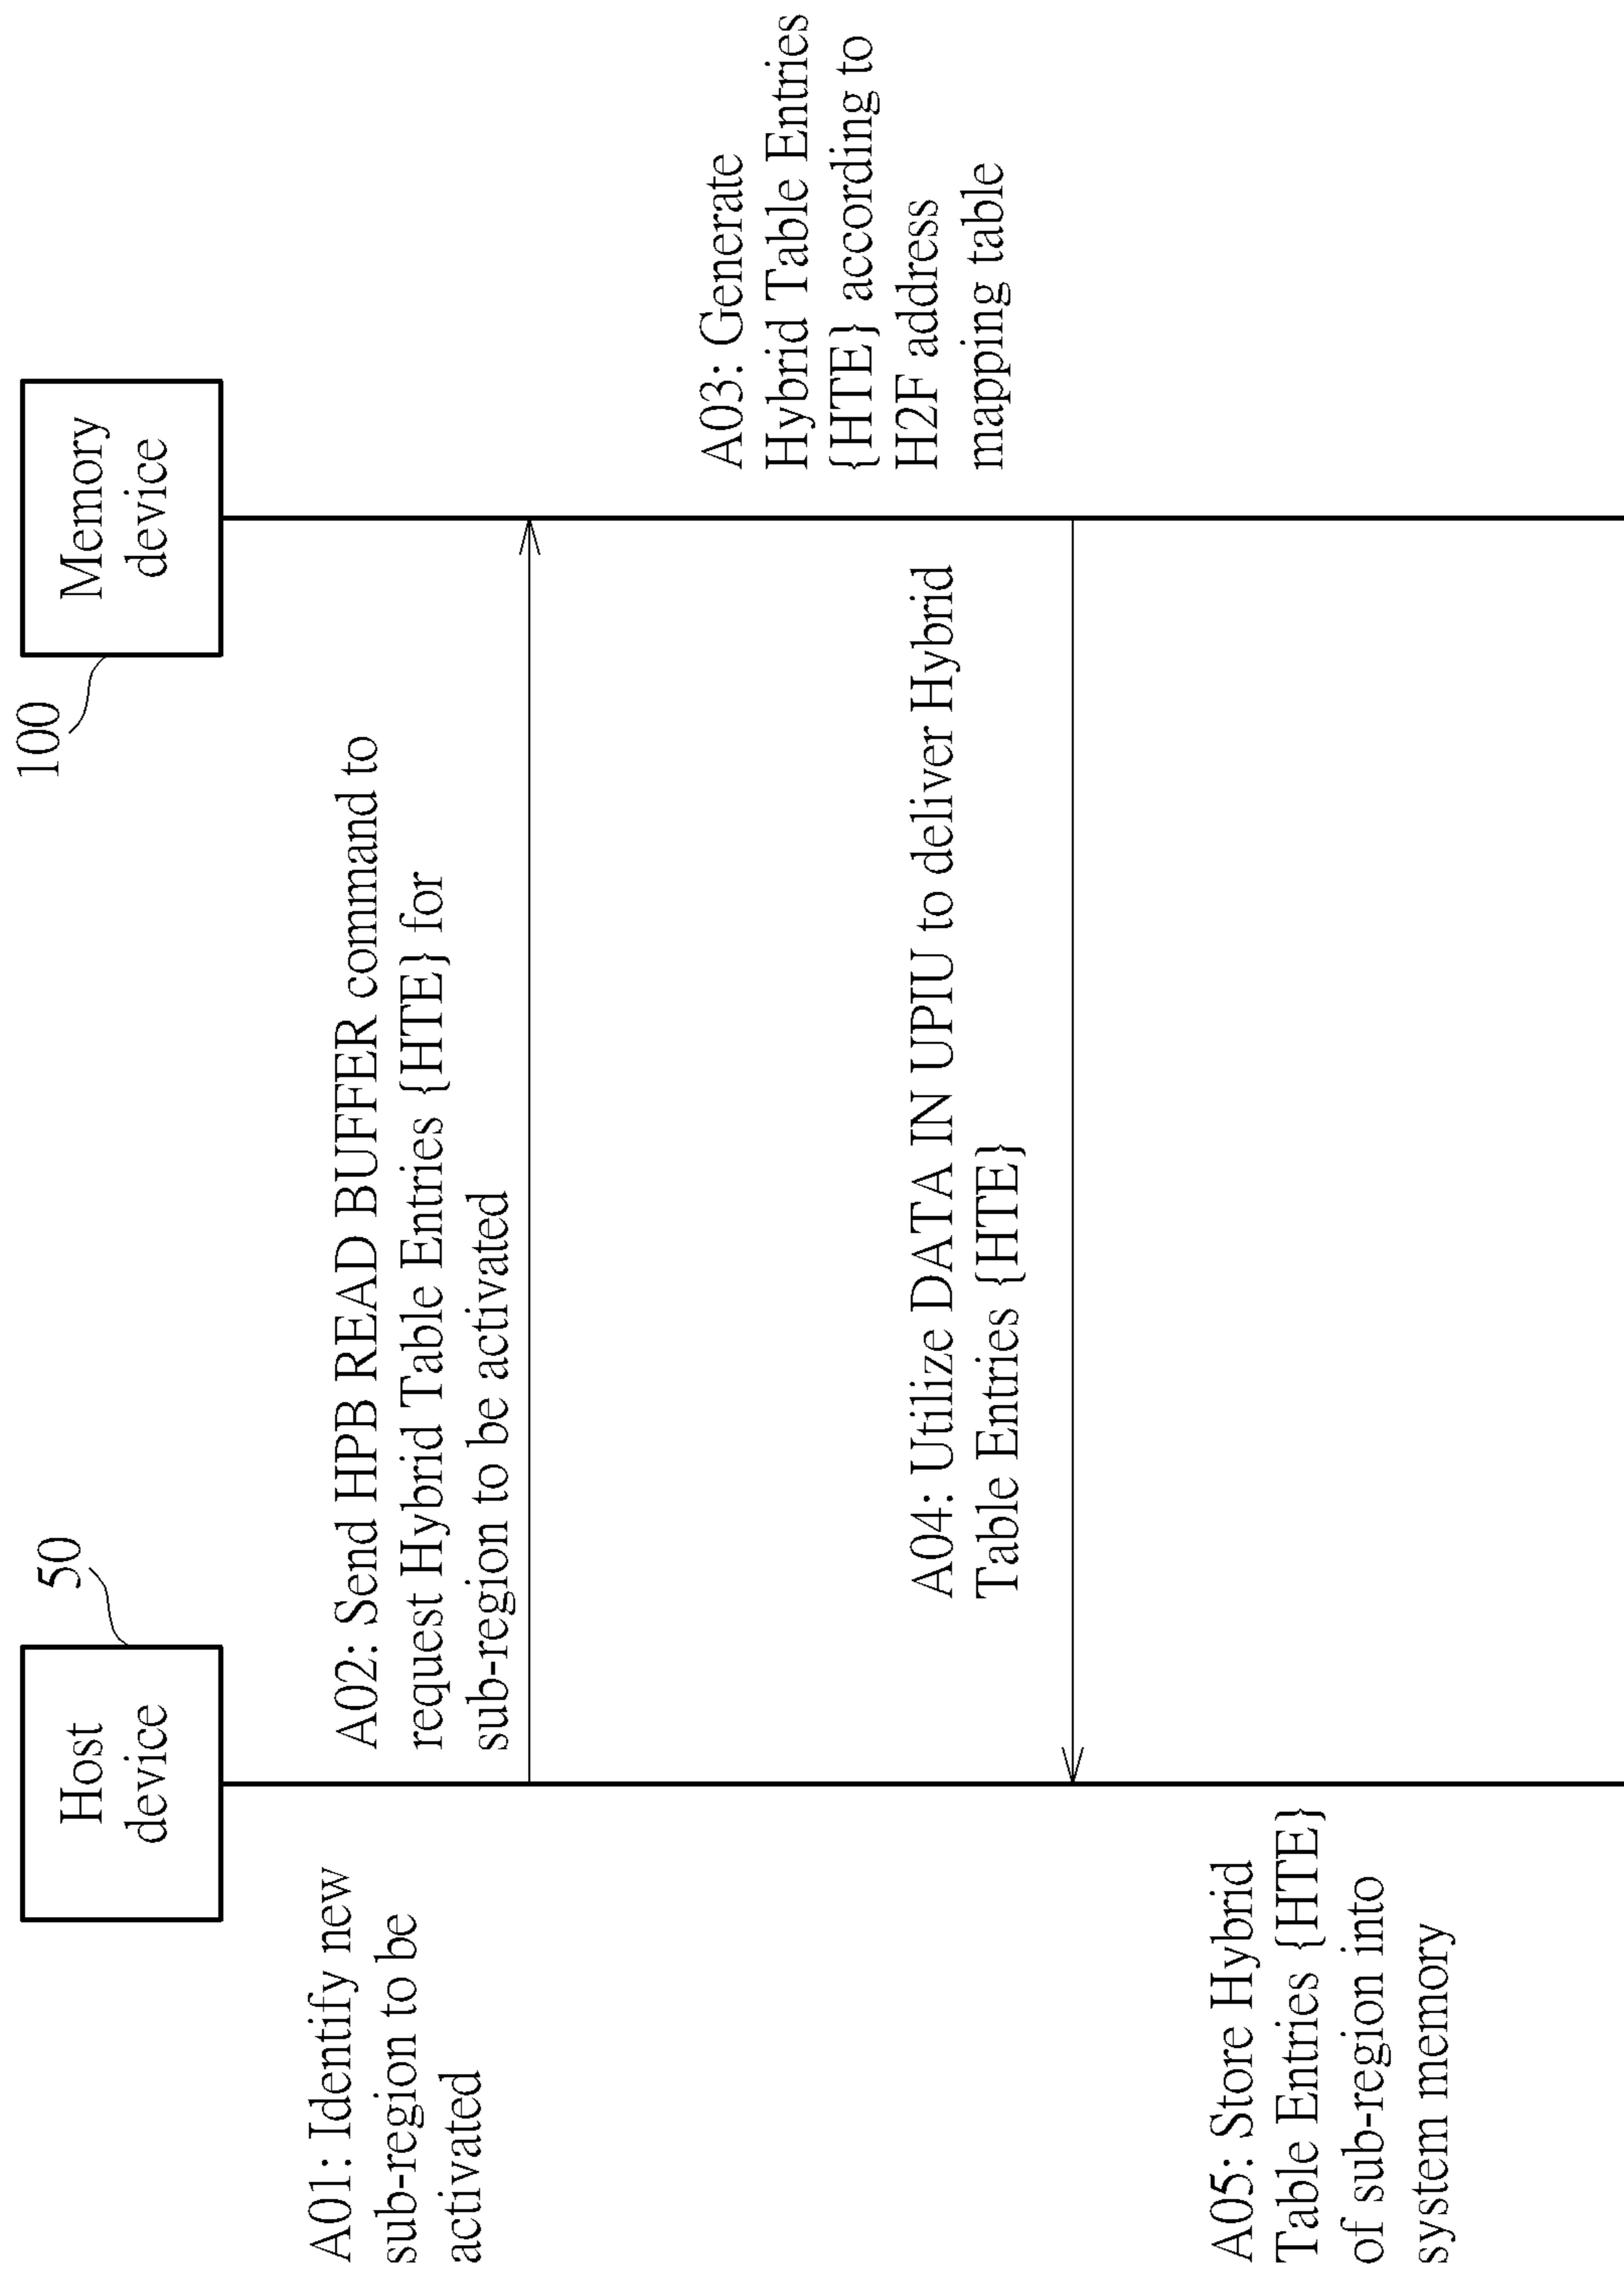 Host
device
50
Memory
device
100
A01: Identify new
sub-region to be
activated
A02: Send HPB READ BUFFER command to
request Hybrid Table Entries {HTE} for
sub-region to be activated
A03: Generate
Hybrid Table Entries
{HTE} according to
H2F address
mapping table
A04: Utilize DATA IN UPIU to deliver Hybrid
Table Entries {HTE}
A05: Store Hybrid
Table Entries {HTE}
of sub-region into
system memory